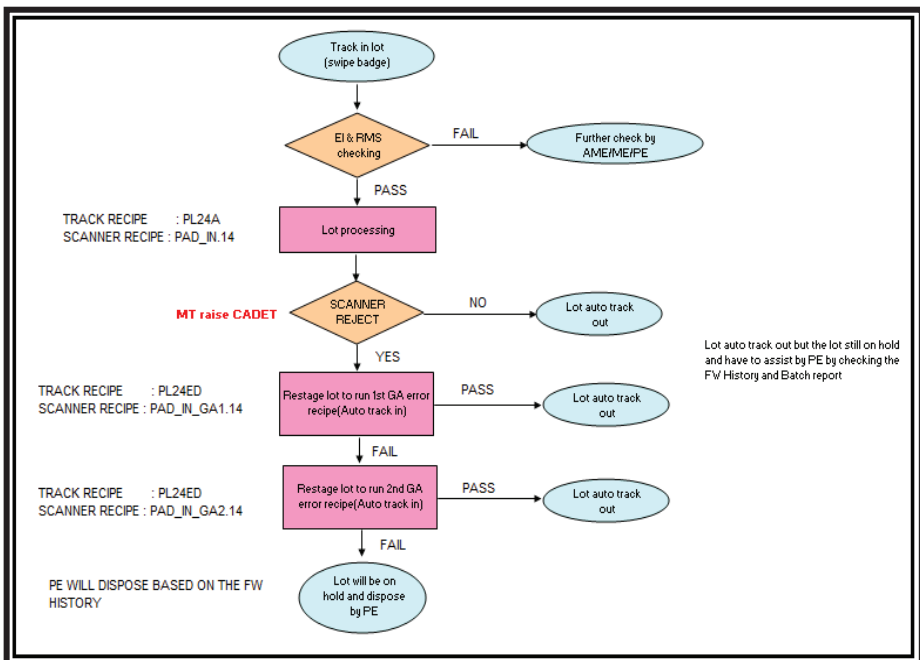 Track in lot
(swipe badge)
EI & RMS
checking
FAIL
Further check by
AME/ME/PE
PASS
TRACK RECIPE : PL24A
SCANNER RECIPE : PAD_IN.14
Lot processing
MT raise CADET
SCANNER
REJECT
NO
Lot auto track
out
Lot auto track out but the lot still on hold
and have to assist by PE by checking the
FW History and Batch report
YES
TRACK RECIPE : PL24ED
SCANNER RECIPE : PAD_IN_GA1.14
Restage lot to run 1st GA error
recipe(Auto track in)
PASS
Lot auto track
out
FAIL
TRACK RECIPE : PL24ED
SCANNER RECIPE : PAD_IN_GA2.14
Restage lot to run 2nd GA
error recipe(Auto track in)
PASS
Lot auto track
out
FAIL
PE WILL DISPOSE BASED ON THE FW
HISTORY
Lot will be on
hold and dispose
by PE